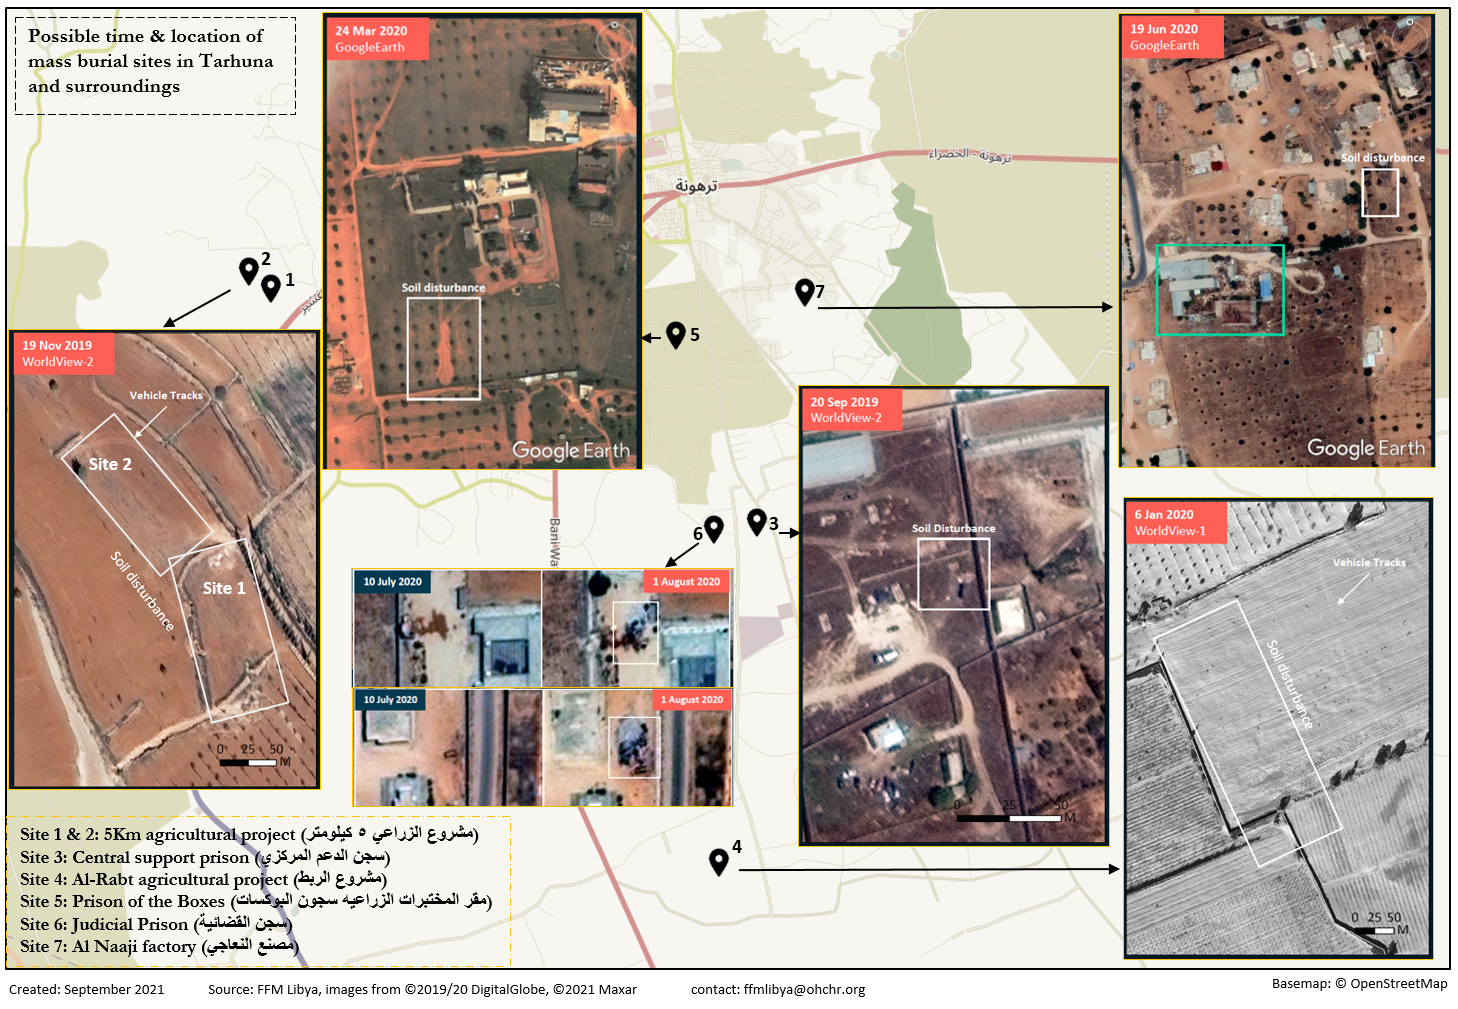 Possible time & location of
mass burial sites in Tarhuna
and surroundings
24 Mar 2020
GoogleEarth
Soil disturbance
Google Earth
19 Jun 2020
GoogleEarth
Soil disturbance
Google Earth
ترهونة
ترهونة - الخضراء
2
1
7
5
19 Nov 2019
WorldView-2
Vehicle Tracks
Site 2
Site 1
Soil disturbance
0 25 50
M
20 Sep 2019
WorldView-2
Soil Disturbance
0 25 50
M
6
3
Bani Wa
10 July 2020
1 August 2020
10 July 2020
1 August 2020
6 Jan 2020
WorldView-1
Vehicle Tracks
Soil disturbance
0 25 50
M
4
Site 1 & 2: 5Km agricultural project (مشروع الزراعي ٥ كيلومتر)
Site 3: Central support prison (سجن الدعم المركزي)
Site 4: Al-Rabt agricultural project (مشروع الربط)
Site 5: Prison of the Boxes (مقر المختبرات الزراعيه سجون البوكسات)
Site 6: Judicial Prison (سجن القضائية)
Site 7: Al Naaji factory (مصنع النعاجي)
Created: September 2021
Source: FFM Libya, images from ©2019/20 DigitalGlobe, ©2021 Maxar
contact: ffmlibya@ohchr.org
Basemap: © OpenStreetMap